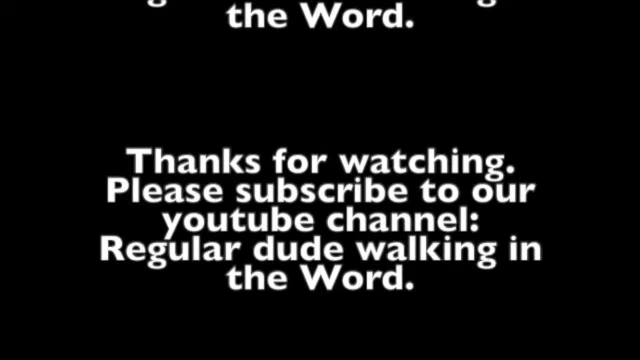 the Word.
Thanks for watching.
Please subscribe to our
youtube channel:
Regular dude walking in
the Word.